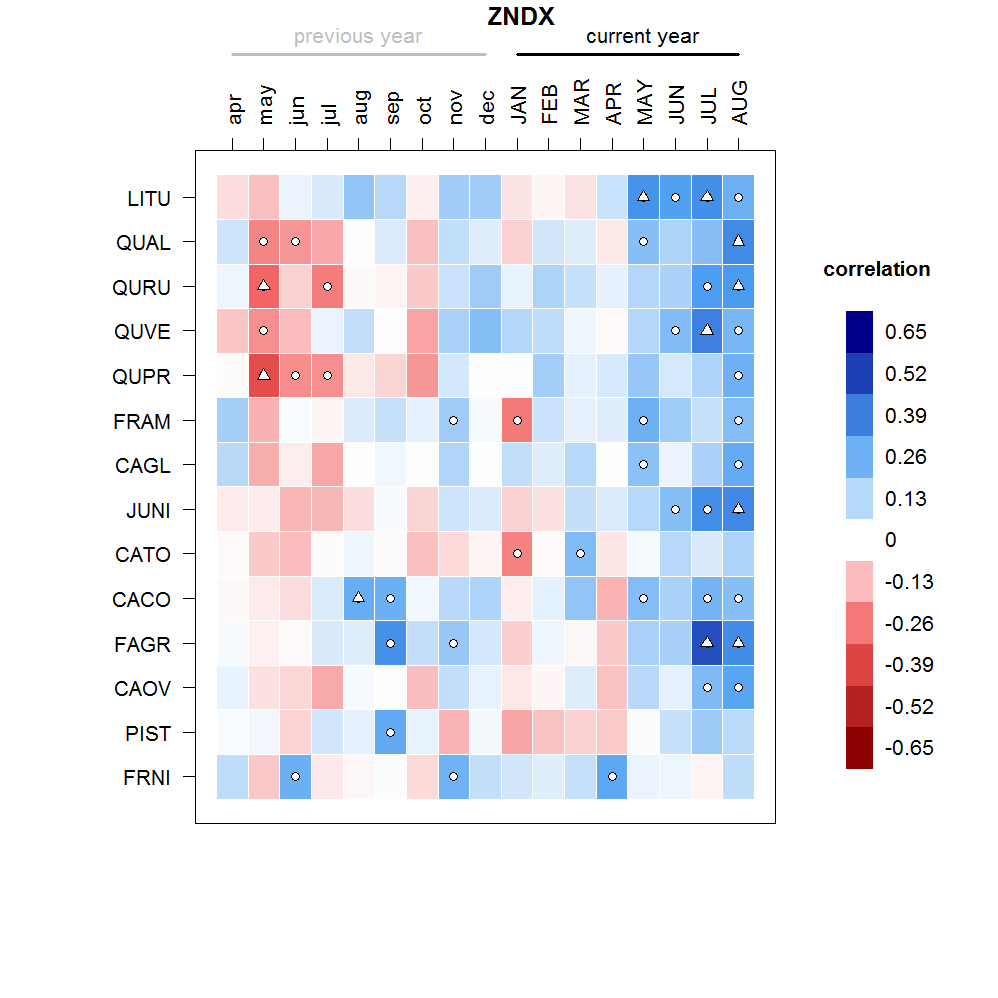 ZNDX
previous year current year
apr may jun jul aug sep oct nov dec JAN FEB MAR APR MAY JUN JUL AUG
LITU
QUAL
QURU
QUVE
QUPR
FRAM
CAGL
JUNI
CATO
CACO
FAGR
CAOV
PIST
FRNI
correlation
0.65
0.52
0.39
0.26
0.13
0
-0.13
-0.26
-0.39
-0.52
-0.65